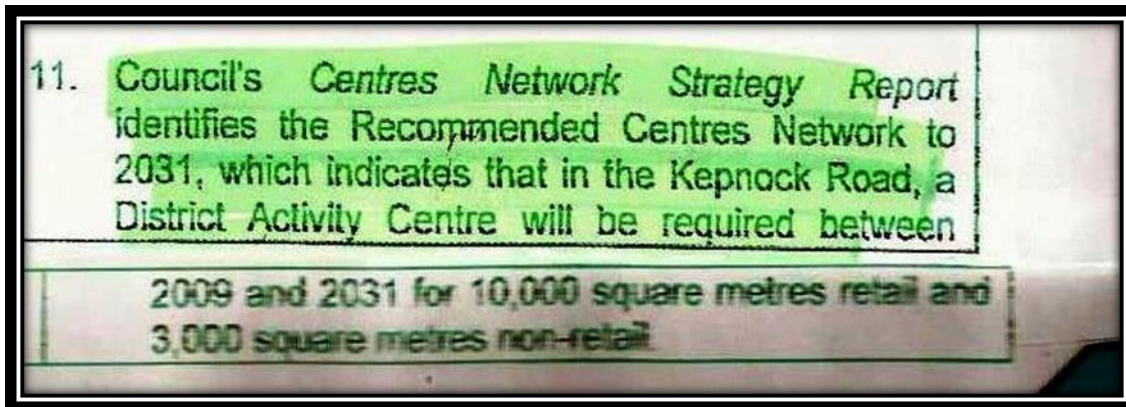 11. Council's Centres Network Strategy Report
identifies the Recommended Centres Network to
2031, which indicates that in the Kepnock Road, a
District Activity Centre will be required between
2009 and 2031 for 10,000 square metres retail and
3,000 square metres non-retail.